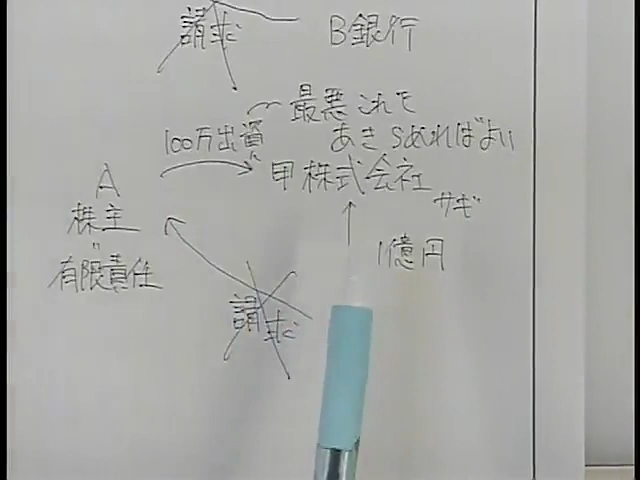 請求
B銀行
最悪これで
100万出資
あきらめればよい
A
甲株式会社
サギ
株主
〃
有限責任
1億円
請求